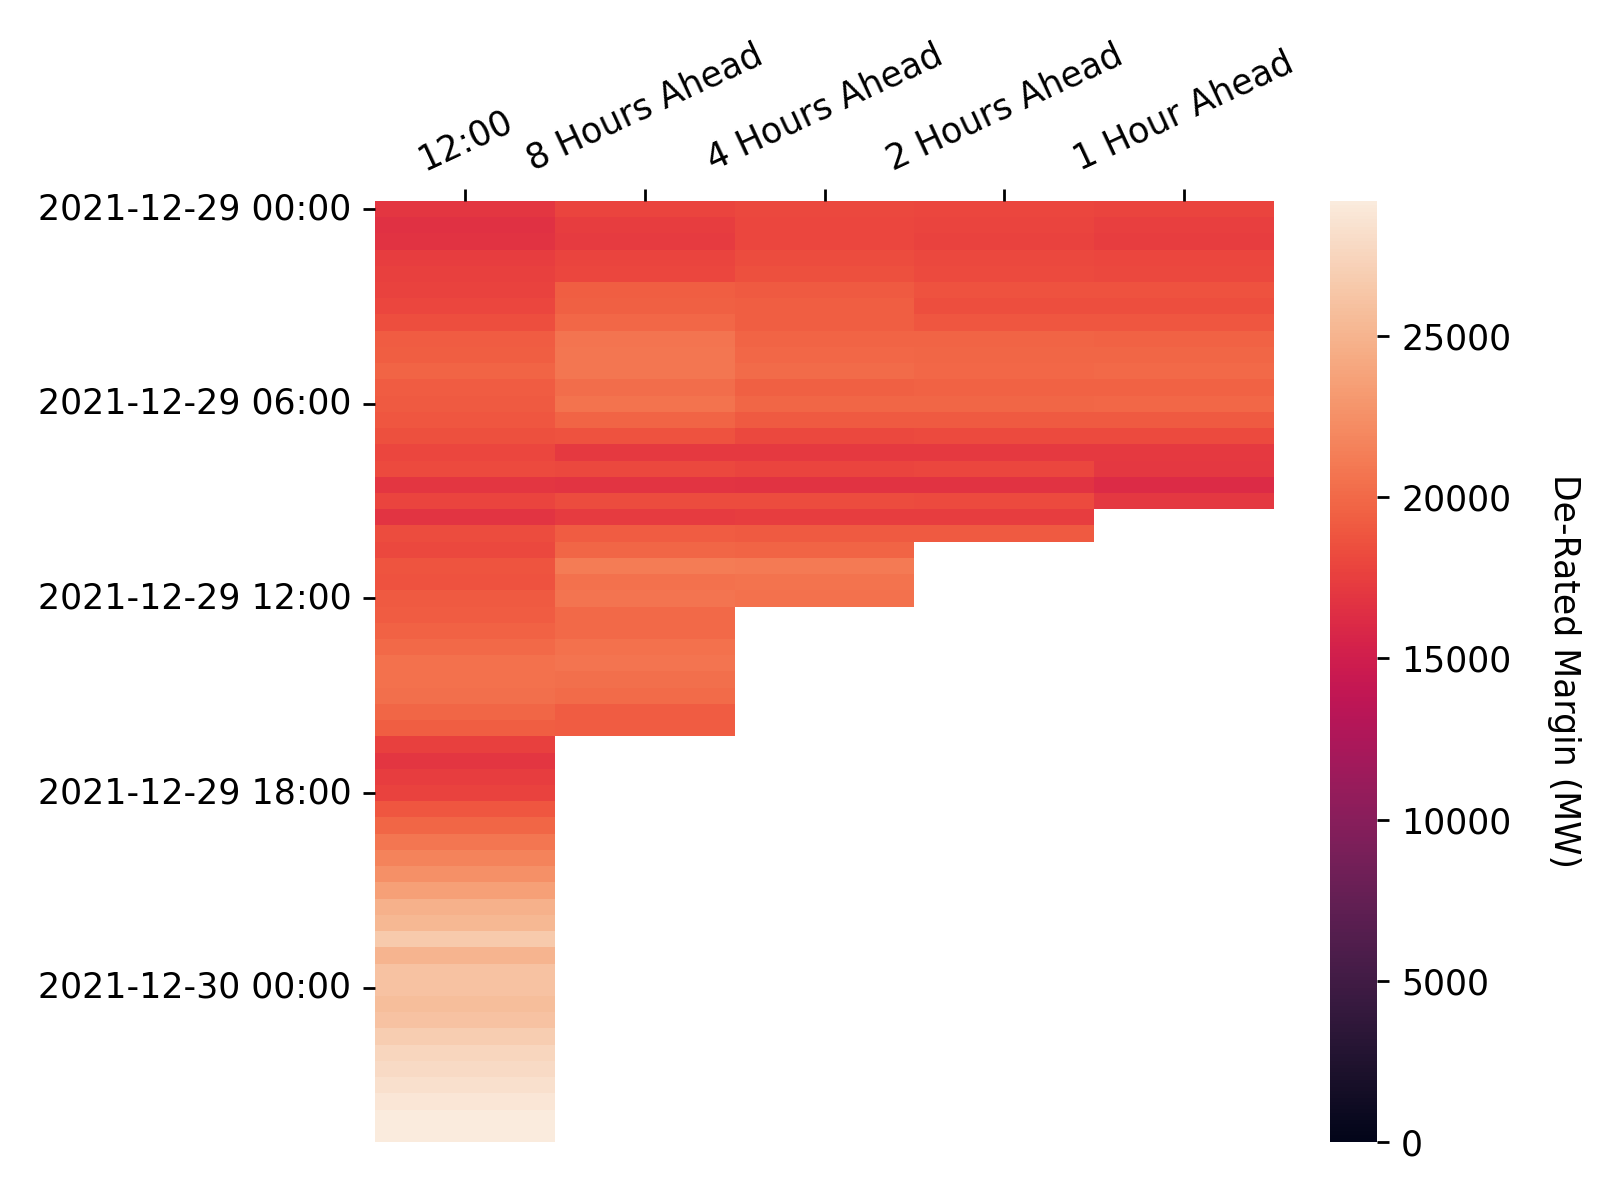 12:00
8 Hours Ahead
4 Hours Ahead
2 Hours Ahead
1 Hour Ahead
2021-12-29 00:00
2021-12-29 06:00
2021-12-29 12:00
2021-12-29 18:00
2021-12-30 00:00
25000
20000
15000
10000
5000
0
De-Rated Margin (MW)